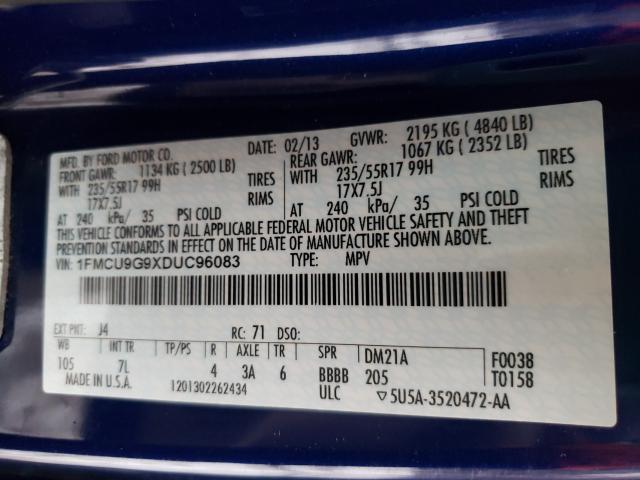 MFD. BY FORD MOTOR CO.
DATE: 02/13 GVWR: 2195 KG ( 4840 LB)
FRONT GAWR: 1134 KG ( 2500 LB)
REAR GAWR: 1067 KG ( 2352 LB)
WITH 235/55R17 99H TIRES
WITH 235/55R17 99H TIRES
17X7.5J RIMS
17X7.5J RIMS
AT 240 kPa/ 35 PSI COLD
AT 240 kPa/ 35 PSI COLD
THIS VEHICLE CONFORMS TO ALL APPLICABLE FEDERAL MOTOR VEHICLE SAFETY AND THEFT
PREVENTION STANDARDS IN EFFECT ON THE DATE OF MANUFACTURE SHOWN ABOVE.
VIN: 1FMCU9G9XDUC96083 TYPE: MPV
EXT PNT: J4 RC: 71 DSO:
WB INT TR TP/PS R AXLE TR SPR DM21A F0038
105 7L 4 3A 6 BBBB 205 T0158
MADE IN U.S.A. 1201302262434 ULC ▽5U5A-3520472-AA